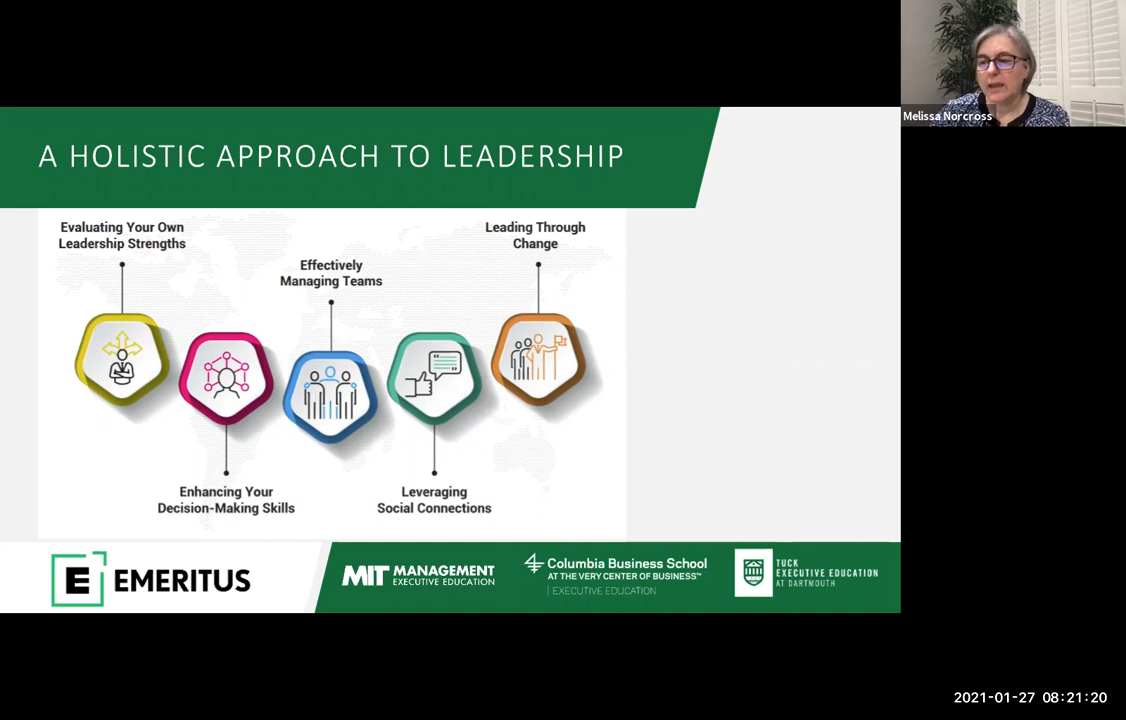 Melissa Norcross
A HOLISTIC APPROACH TO LEADERSHIP
Evaluating Your Own
Leadership Strengths
Leading Through
Change
Effectively
Managing Teams
Enhancing Your
Decision-Making Skills
Leveraging
Social Connections
E EMERITUS
MIT MANAGEMENT
EXECUTIVE EDUCATION
Columbia Business School
AT THE VERY CENTER OF BUSINESS™
EXECUTIVE EDUCATION
TUCK
EXECUTIVE EDUCATION
AT DARTMOUTH
2021-01-27 08:21:20